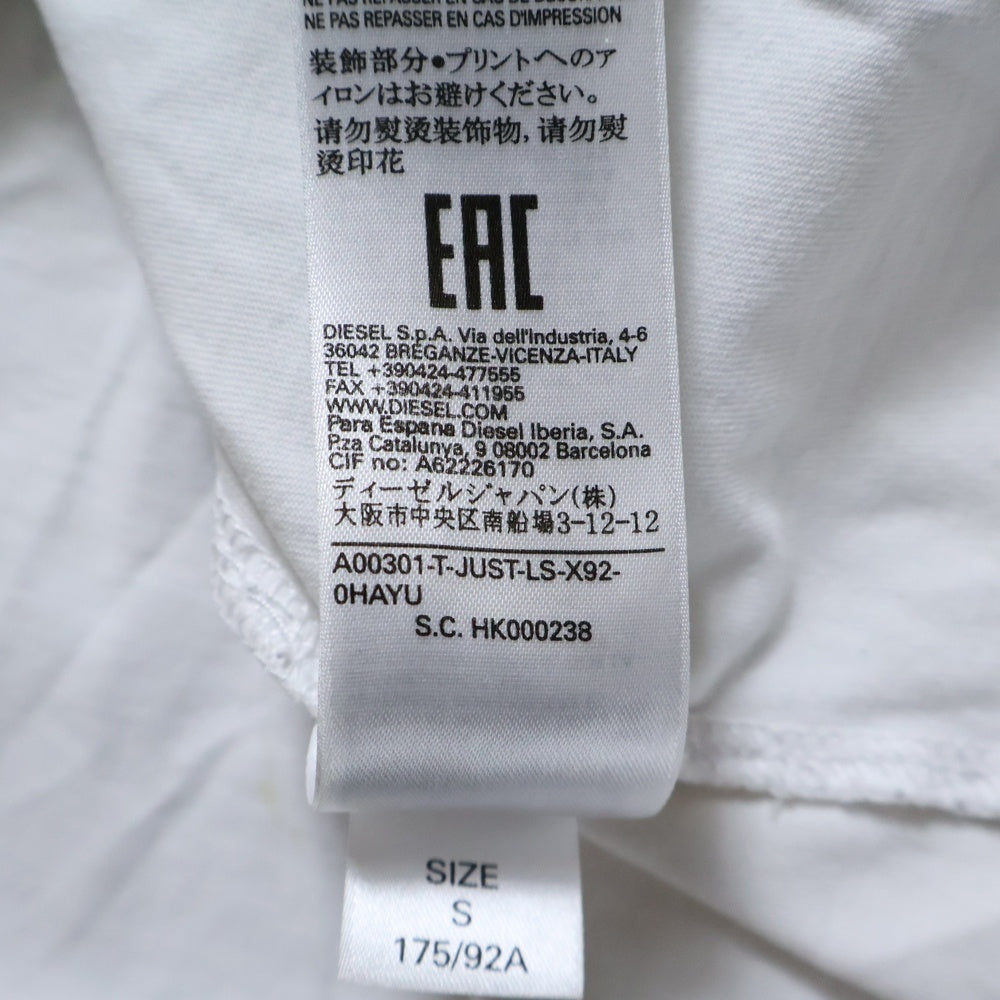 NE PAS REPASSER EN CAS D'IMPRESSION
装飾部分●プリントへのア
イロンはお避けください。
请勿熨烫装饰物,请勿熨
烫印花
EAC
DIESEL S.p.A. Via dell'Industria, 4-6
36042 BREGANZE-VICENZA-ITALY
TEL +390424-477555
FAX +390424-411955
WWW.DIESEL.COM
Para Espana Diesel Iberia, S.A.
P.za Catalunya, 9 08002 Barcelona
CIF no: A62226170
ディーゼルジャパン(株)
大阪市中央区南船場3-12-12
A00301-T-JUST-LS-X92-
0HAYU
S.C. HK000238
SIZE
S
175/92A